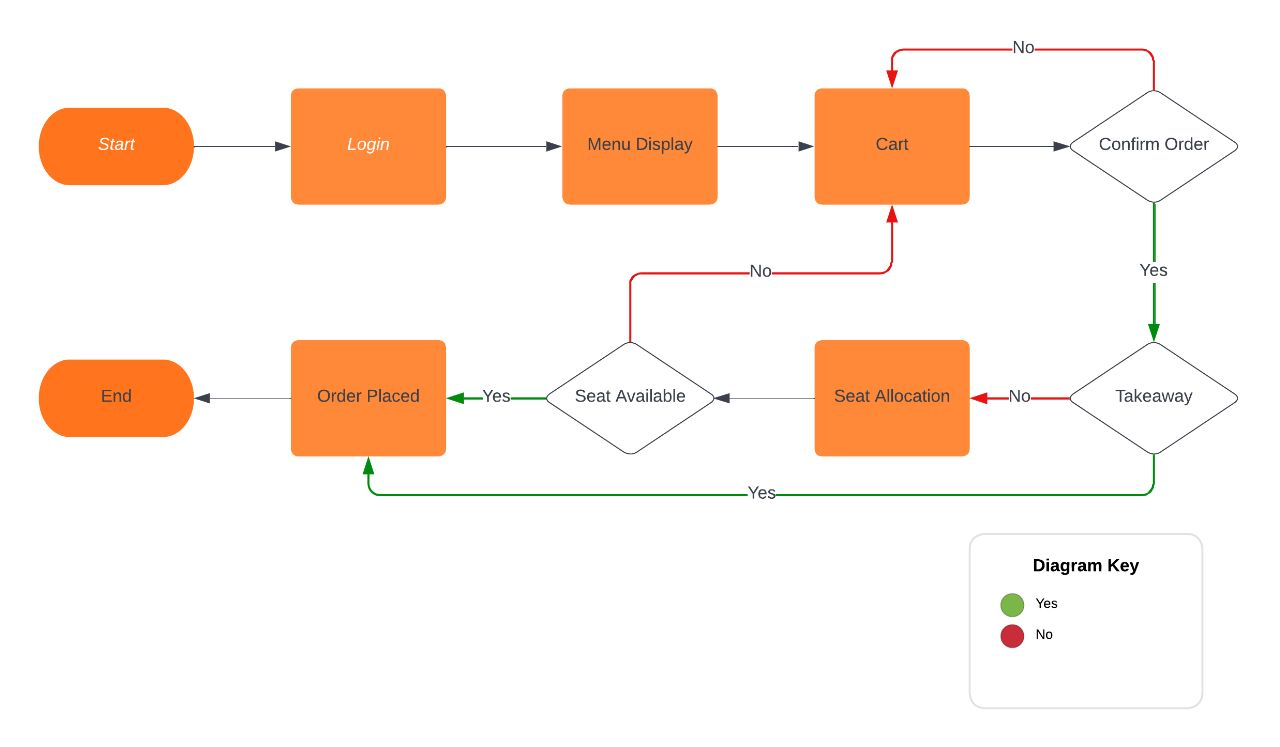 No
Start
Login
Menu Display
Cart
Confirm Order
No
Yes
End
Order Placed
Yes
Seat Available
Seat Allocation
No
Takeaway
Yes
Diagram Key
Yes
No